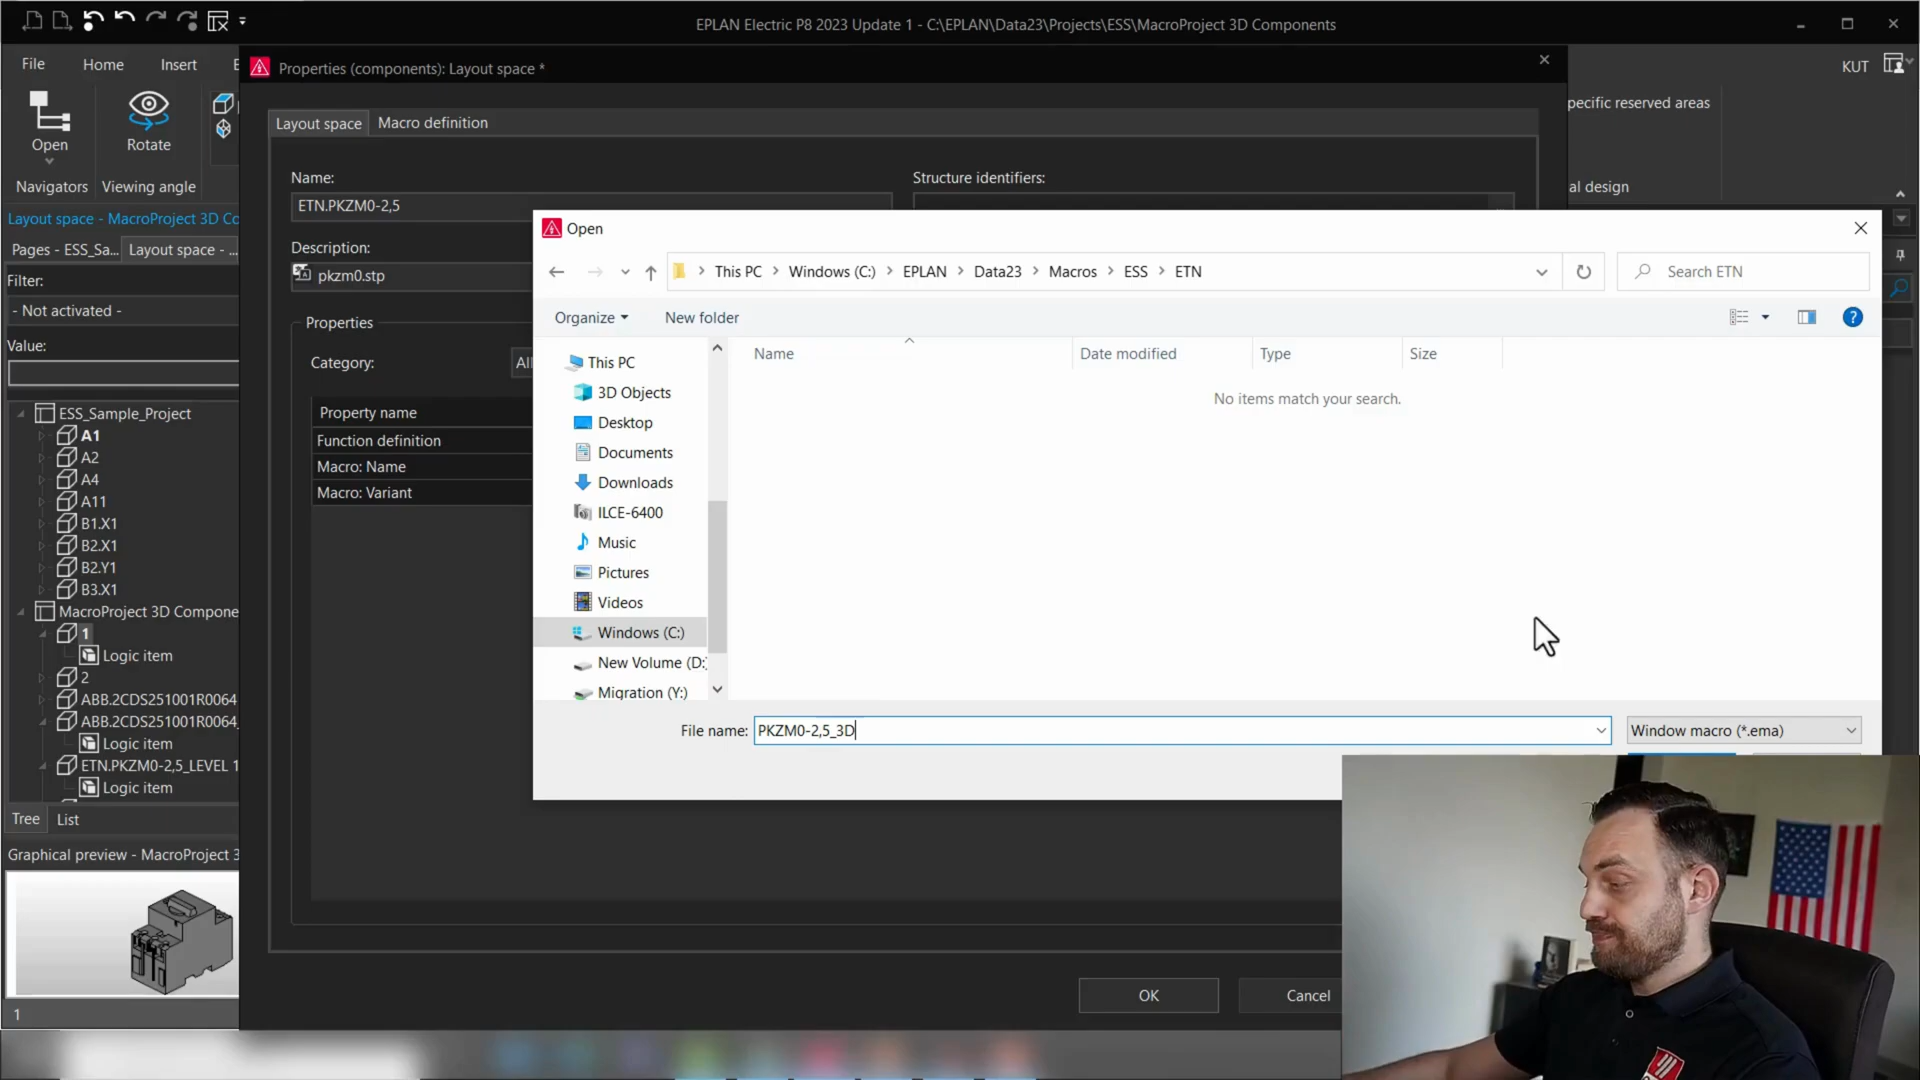 EPLAN Electric P8 2023 Update 1 - C:\EPLAN\Data23\Projects\ESS\MacroProject 3D Components
File
Home
Insert
E
Properties (components): Layout space *
KUT
Open
Rotate
Navigators
Viewing angle
pecific reserved areas
al design
Layout space
Macro definition
Name:
ETN.PKZM0-2,5
Structure identifiers:
Description:
pkzm0.stp
Properties
Category:
All
Property name
Function definition
Macro: Name
Macro: Variant
OK
Cancel
Layout space - MacroProject 3D Co
Pages - ESS_Sa...
Layout space - ...
Filter:
- Not activated -
Value:
ESS_Sample_Project
A1
A2
A4
A11
B1.X1
B2.X1
B2.Y1
B3.X1
MacroProject 3D Compone
1
Logic item
2
ABB.2CDS251001R0064
ABB.2CDS251001R0064_
Logic item
ETN.PKZM0-2,5_LEVEL 1
Logic item
Tree
List
Graphical preview - MacroProject 3
1
Open
This PC
Windows (C:)
EPLAN
Data23
Macros
ESS
ETN
Search ETN
Organize
New folder
?
Name
Date modified
Type
Size
No items match your search.
This PC
3D Objects
Desktop
Documents
Downloads
ILCE-6400
Music
Pictures
Videos
Windows (C:)
New Volume (D:)
Migration (Y:)
File name:
PKZM0-2,5_3D
Window macro (*.ema)